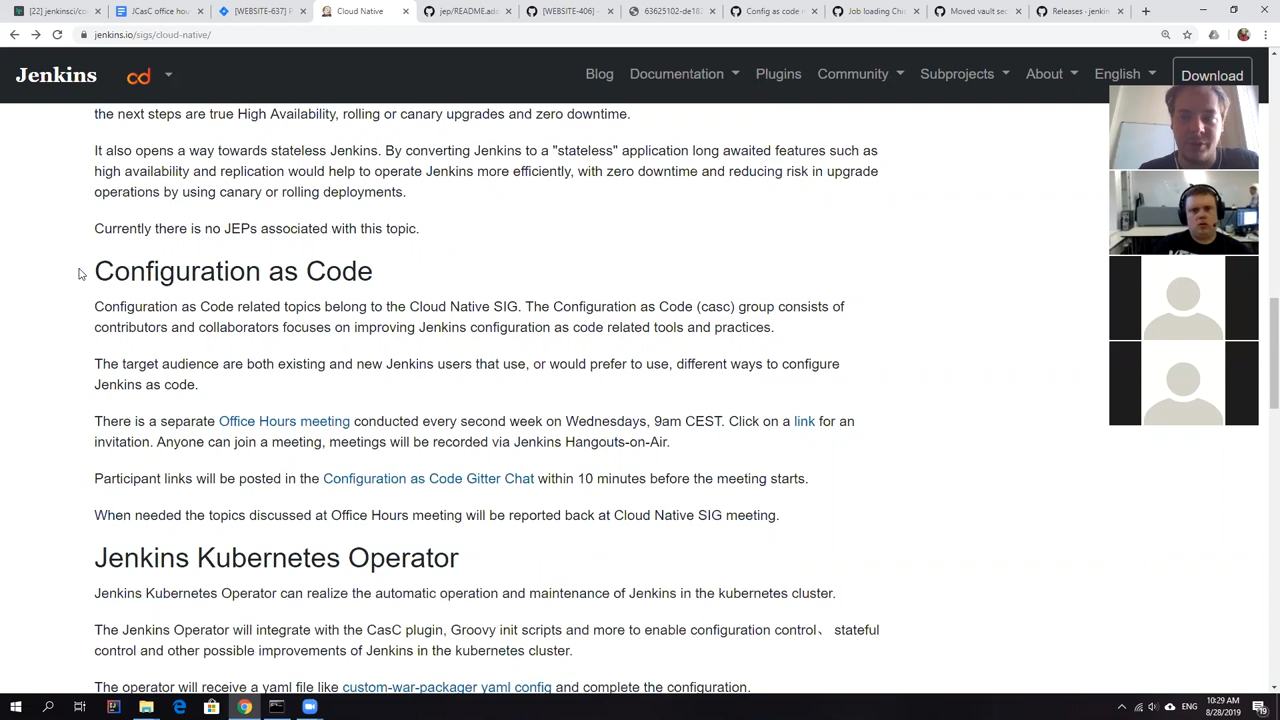 [22] jenkinsci/con
JCasC office hour
[WEBSITE-637] P
Cloud Native
jep/README.ado
[WEBSITE-406] -
63625102-de182
Config as code r
Job loading Chic
Moved vault sec
Releases · jenkin
jenkins.io/sigs/cloud-native/
Jenkins
cd
Blog Documentation Plugins Community Subprojects About English Download
the next steps are true High Availability, rolling or canary upgrades and zero downtime.
It also opens a way towards stateless Jenkins. By converting Jenkins to a "stateless" application long awaited features such as
high availability and replication would help to operate Jenkins more efficiently, with zero downtime and reducing risk in upgrade
operations by using canary or rolling deployments.
Currently there is no JEPs associated with this topic.
Configuration as Code
Configuration as Code related topics belong to the Cloud Native SIG. The Configuration as Code (casc) group consists of
contributors and collaborators focuses on improving Jenkins configuration as code related tools and practices.
The target audience are both existing and new Jenkins users that use, or would prefer to use, different ways to configure
Jenkins as code.
There is a separate Office Hours meeting conducted every second week on Wednesdays, 9am CEST. Click on a link for an
invitation. Anyone can join a meeting, meetings will be recorded via Jenkins Hangouts-on-Air.
Participant links will be posted in the Configuration as Code Gitter Chat within 10 minutes before the meeting starts.
When needed the topics discussed at Office Hours meeting will be reported back at Cloud Native SIG meeting.
Jenkins Kubernetes Operator
Jenkins Kubernetes Operator can realize the automatic operation and maintenance of Jenkins in the kubernetes cluster.
The Jenkins Operator will integrate with the CasC plugin, Groovy init scripts and more to enable configuration control、 stateful
control and other possible improvements of Jenkins in the kubernetes cluster.
The operator will receive a yaml file like custom-war-packager yaml config and complete the configuration.
ENG
10:29 AM
8/28/2019
19